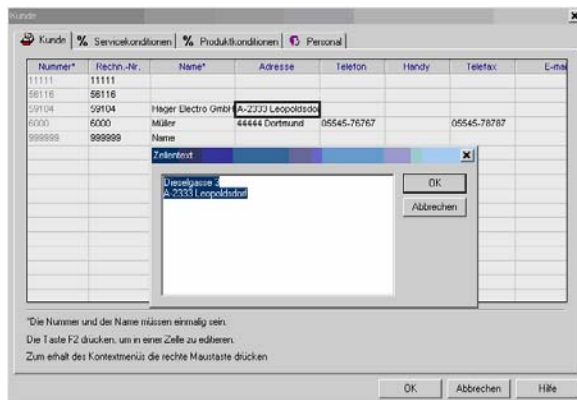 Kunde
Kunde % Servicekonditionen % Produktkonditionen Personal
Nummer* Rechn.-Nr. Name* Adresse Telefon Handy Telefax E-mai
11111 11111
56116 56116
59104 59104 Hager Electro GmbH A-2333 Leopoldsdor
6000 6000 Müller 44444 Dortmund 05545-76767 05545-78787
999999 999999 Name
Zellentext
Dieselgasse 3
A-2333 Leopoldsdorf
OK
Abbrechen
*Die Nummer und der Name müssen einmalig sein.
Die Taste F2 drücken, um in einer Zelle zu editieren.
Zum erhalt des Kontextmenüs die rechte Maustaste drücken
OK Abbrechen Hilfe